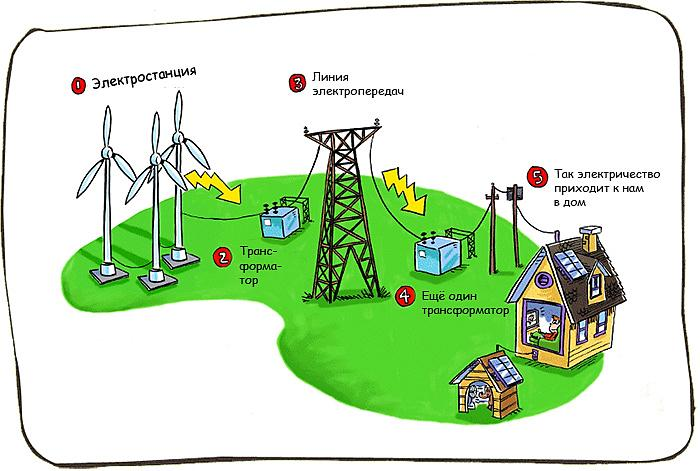 1 Электростанция
2 Транс-
форма-
тор
3 Линия
электропередач
4 Ещё один
трансформатор
5 Так электричество
приходит к нам
в дом